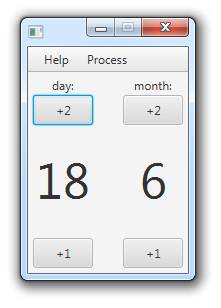 Help Process
day: month:
+2 +2
18 6
+1 +1